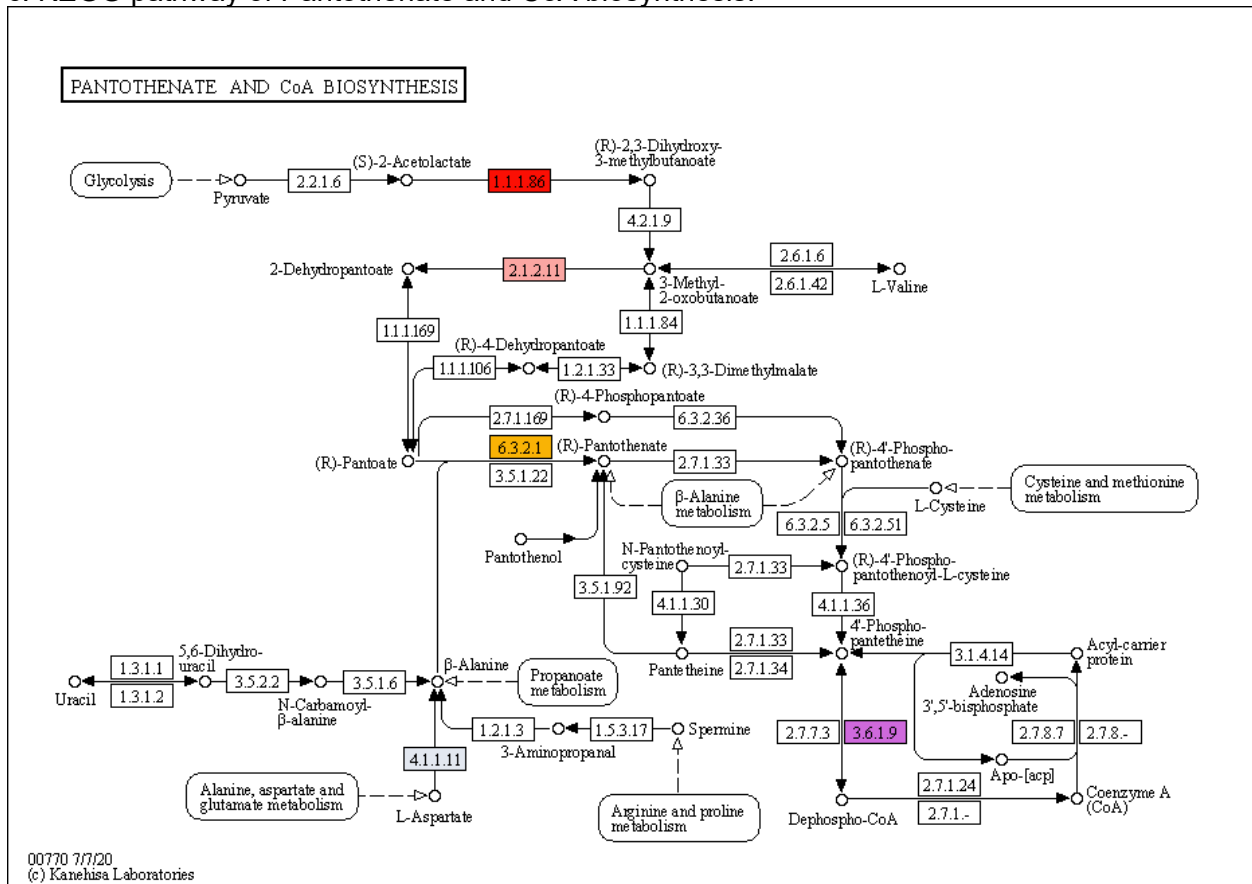 KEGG pathway of Pantothenate and CoA biosynthesis.
PANTOTHENATE AND CoA BIOSYNTHESIS
(R)-2,3-Dihydroxy-
3-methylbutanoate
(S)-2-Acetolactate
Glycolysis
2.2.1.6
1.1.1.86
Pyruvate
4.2.1.9
2.6.1.6
2-Dehydropantoate
2.1.2.11
3-Methyl-
2-oxobutanoate
2.6.1.42
L-Valine
1.1.1.169
1.1.1.84
(R)-4-Dehydropantoate
1.1.1.106
1.2.1.33
(R)-3,3-Dimethylmalate
(R)-4-Phosphopantoate
2.7.1.169
6.3.2.36
6.3.2.1
(R)-Pantothenate
(R)-4'-Phospho-
pantothenate
(R)-Pantoate
3.5.1.22
2.7.1.33
β-Alanine
metabolism
Cysteine and methionine
metabolism
L-Cysteine
6.3.2.5
6.3.2.51
Pantothenol
N-Pantothenoyl-
cysteine
2.7.1.33
(R)-4'-Phospho-
pantothenoyl-L-cysteine
3.5.1.92
4.1.1.30
4.1.1.36
4'-Phospho-
pantetheine
2.7.1.33
Pantetheine
2.7.1.34
3.1.4.14
Acyl-carrier
protein
5,6-Dihydro-
uracil
1.3.1.1
1.3.1.2
Uracil
3.5.2.2
3.5.1.6
N-Carbamoyl-
β-alanine
β-Alanine
Propanoate
metabolism
Adenosine
3',5'-bisphosphate
1.2.1.3
1.5.3.17
Spermine
3-Aminopropanal
2.7.7.3
3.6.1.9
2.7.8.7
2.7.8.-
4.1.1.11
Apo-[acp]
Alanine, aspartate and
glutamate metabolism
L-Aspartate
Arginine and proline
metabolism
2.7.1.24
2.7.1.-
Dephospho-CoA
Coenzyme A
(CoA)
00770 7/7/20
(c) Kanehisa Laboratories